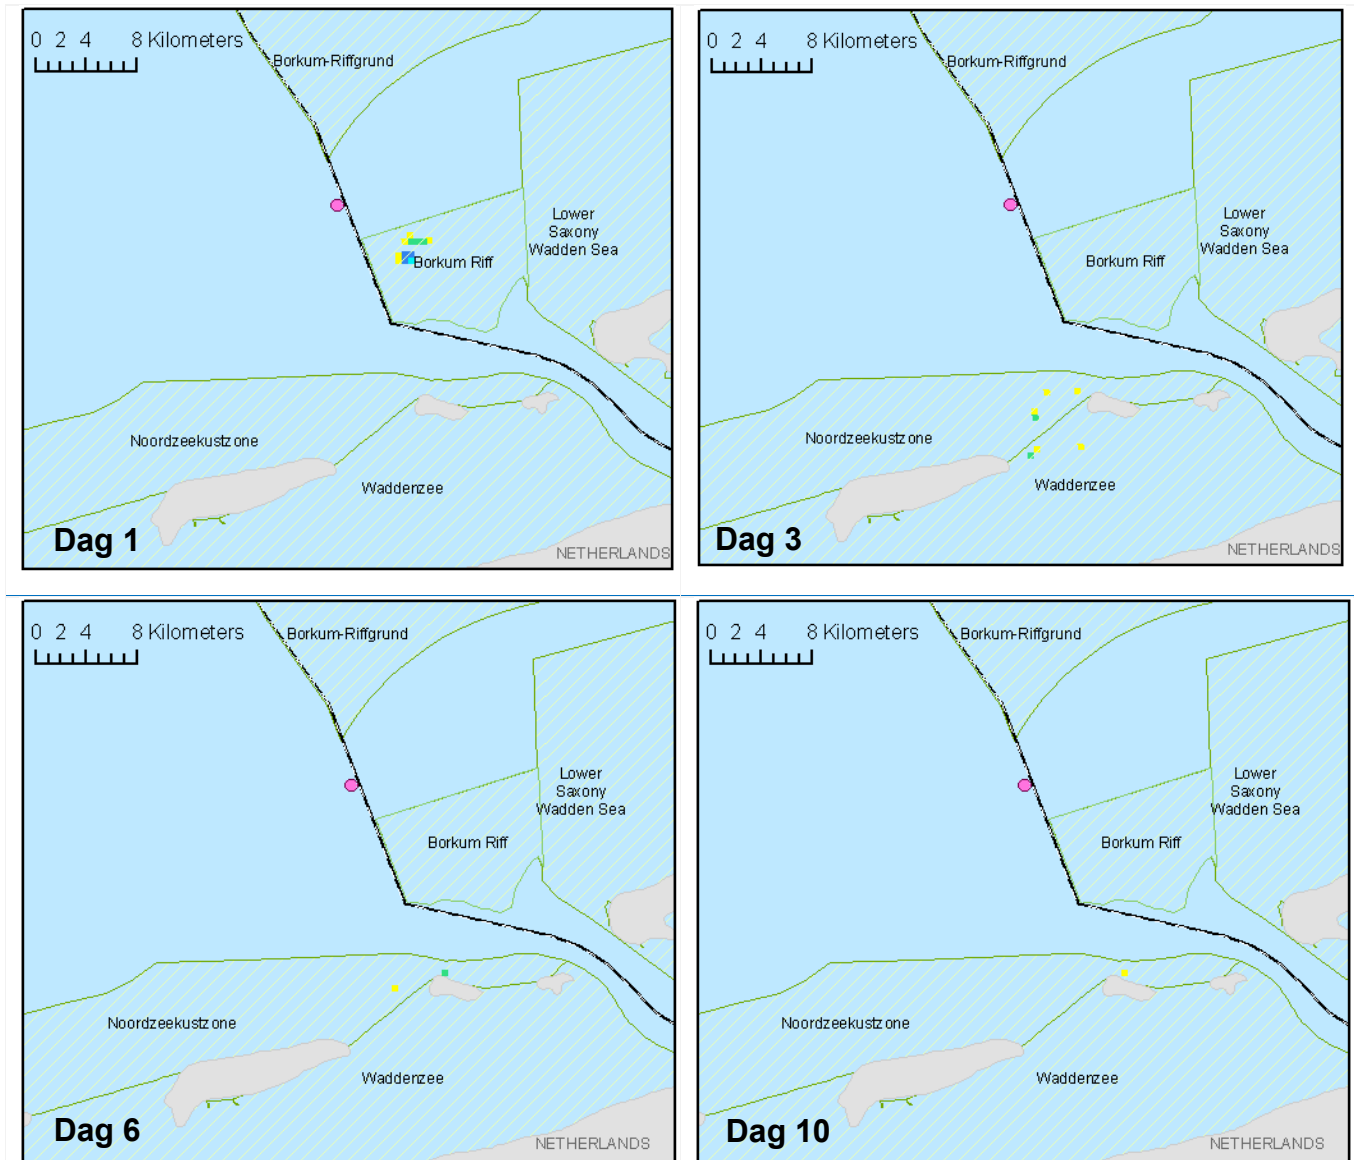 0 2 4 8 Kilometers
Borkum-Riffgrund
Lower
Saxony
Wadden Sea
Borkum Riff
Noordzeekustzone
Waddenzee
Dag 1
NETHERLANDS
0 2 4 8 Kilometers
Borkum-Riffgrund
Lower
Saxony
Wadden Sea
Borkum Riff
Noordzeekustzone
Waddenzee
Dag 3
NETHERLANDS
0 2 4 8 Kilometers
Borkum-Riffgrund
Lower
Saxony
Wadden Sea
Borkum Riff
Noordzeekustzone
Waddenzee
Dag 6
NETHERLANDS
0 2 4 8 Kilometers
Borkum-Riffgrund
Lower
Saxony
Wadden Sea
Borkum Riff
Noordzeekustzone
Waddenzee
Dag 10
NETHERLANDS